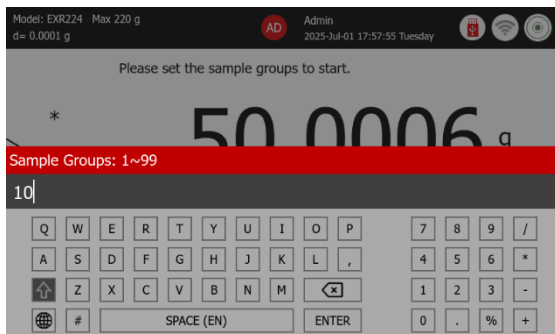 Model: EXR224 Max 220 g
d= 0.0001 g
AD
Admin
2025-Jul-01 17:57:55 Tuesday
Please set the sample groups to start.
*
50.0006 g
Sample Groups: 1~99
10
Q W E R T Y U I O P 7 8 9 /
A S D F G H J K L , 4 5 6 *
Z X C V B N M 1 2 3 -
# SPACE (EN) ENTER 0 . % +